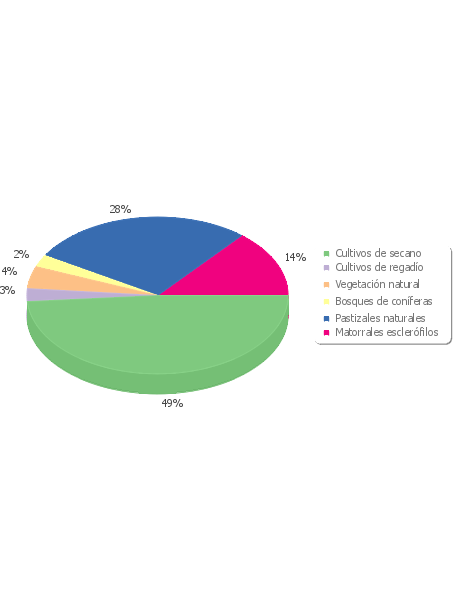 28%
2%
14%
4%
3%
49%
Cultivos de secano
Cultivos de regadío
Vegetación natural
Bosques de coníferas
Pastizales naturales
Matorrales esclerófilos